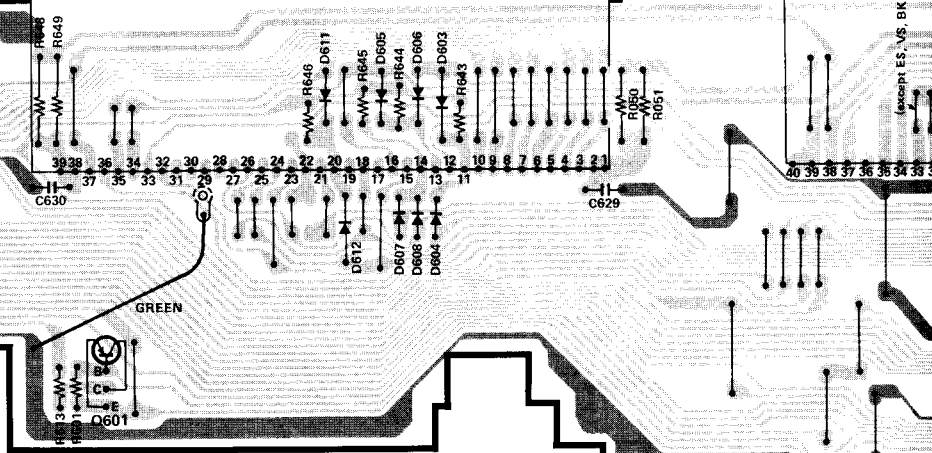 R648
R649
D611
R646
R645
D605
R644
D606
D603
R643
R050
R051
(except ES, VS, BK
39 38 36 34 32 30 28 26 24 22 20 18 16 14 12 10 9 8 7 6 5 4 3 2 1
37 35 33 31 29 27 25 23 21 19 17 15 13 11
40 39 38 37 36 35 34 33
C630
C629
D612
D607
D608
D604
GREEN
B
C
E
Q601
R601